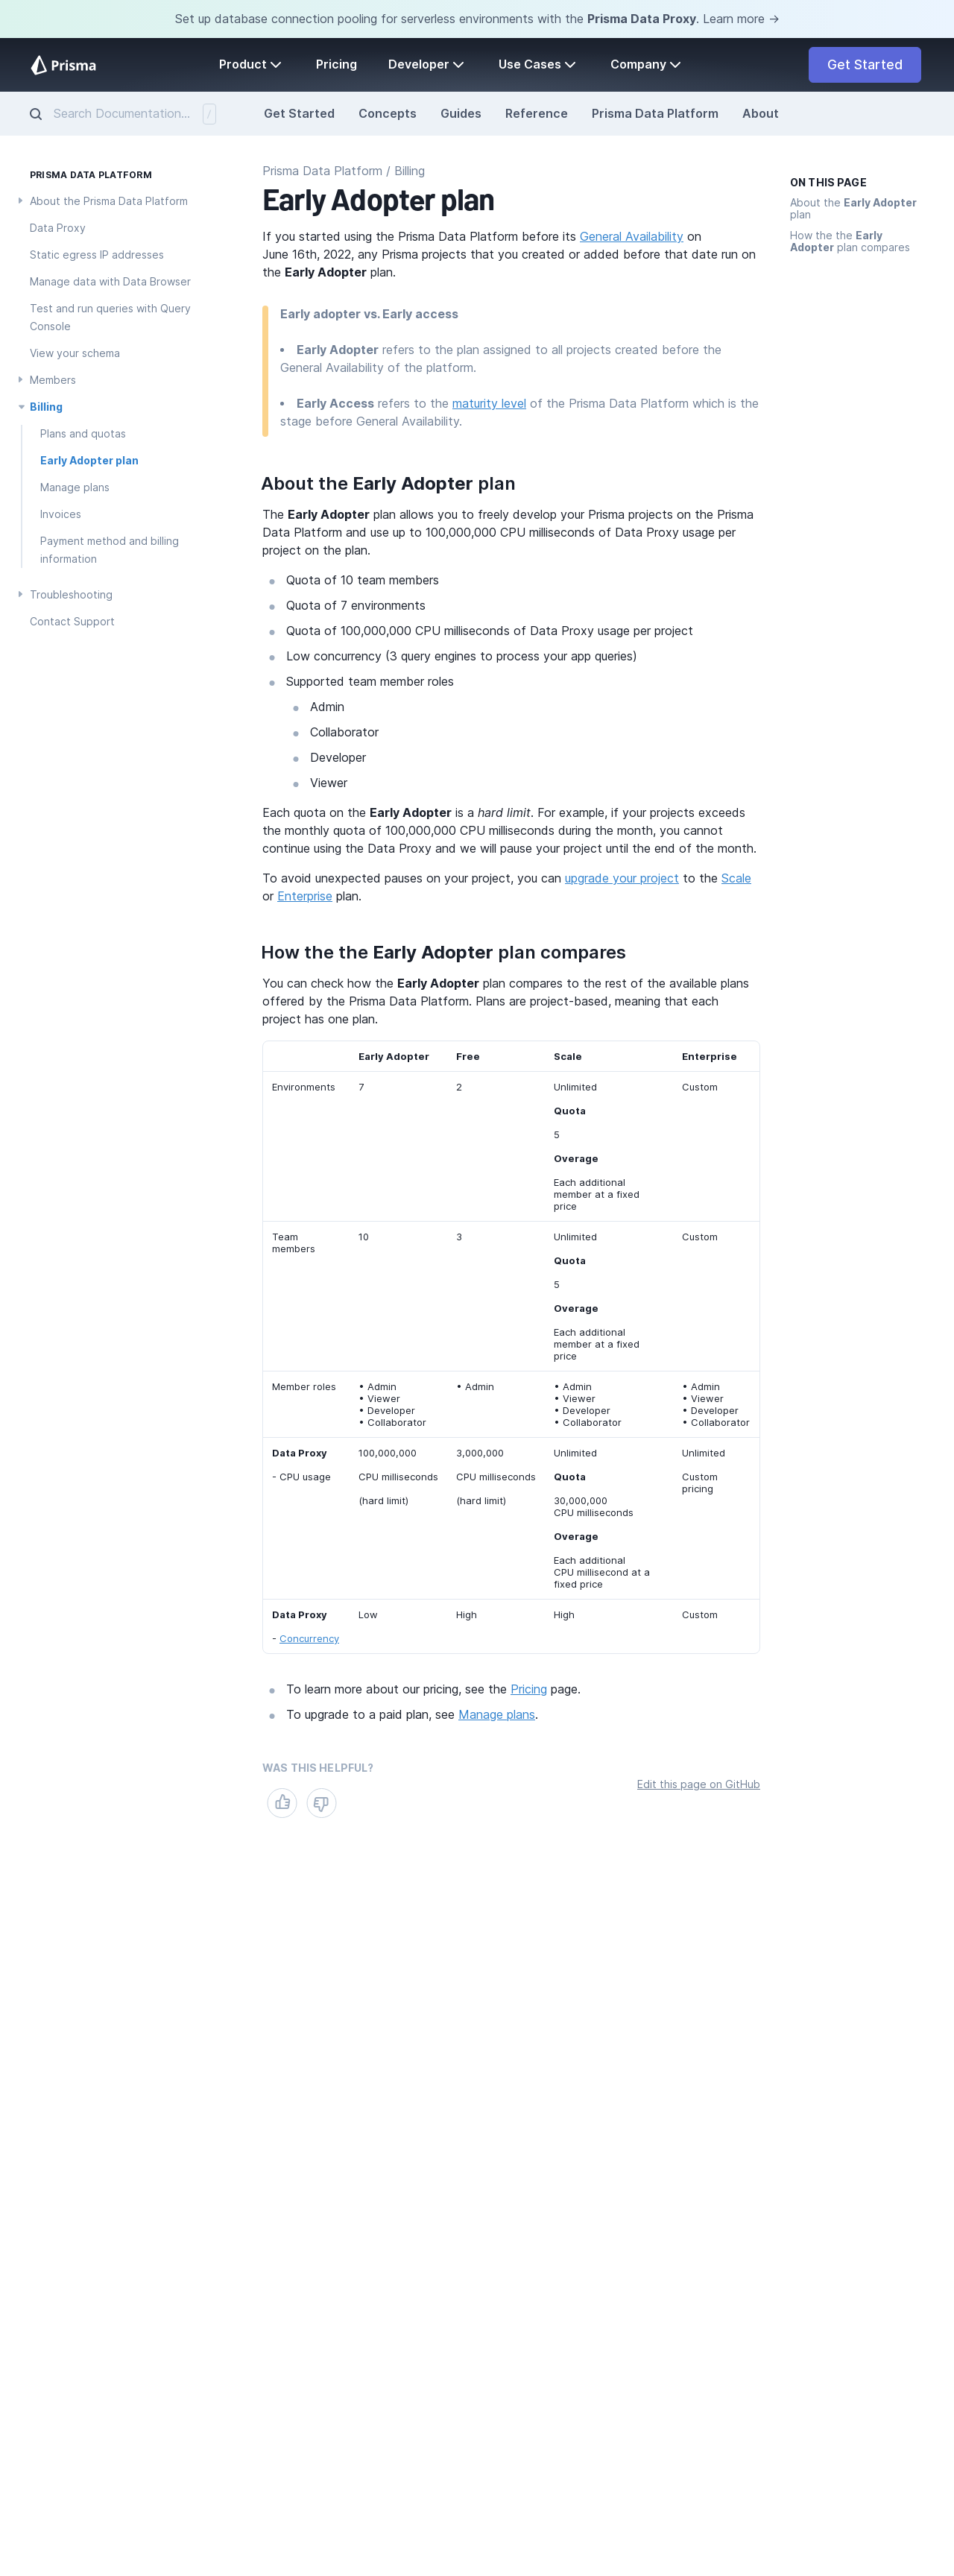 Set up database connection pooling for serverless environments with the Prisma Data Proxy. Learn more →
Prisma
Product
Pricing
Developer
Use Cases
Company
Get Started
Search Documentation...
/
Get Started
Concepts
Guides
Reference
Prisma Data Platform
About
PRISMA DATA PLATFORM
About the Prisma Data Platform
Data Proxy
Static egress IP addresses
Manage data with Data Browser
Test and run queries with Query
Console
View your schema
Members
Billing
Plans and quotas
Early Adopter plan
Manage plans
Invoices
Payment method and billing
information
Troubleshooting
Contact Support
Prisma Data Platform / Billing
Early Adopter plan
If you started using the Prisma Data Platform before its General Availability on
June 16th, 2022, any Prisma projects that you created or added before that date run on
the Early Adopter plan.
Early adopter vs. Early access
• Early Adopter refers to the plan assigned to all projects created before the
General Availability of the platform.
• Early Access refers to the maturity level of the Prisma Data Platform which is the
stage before General Availability.
About the Early Adopter plan
The Early Adopter plan allows you to freely develop your Prisma projects on the Prisma
Data Platform and use up to 100,000,000 CPU milliseconds of Data Proxy usage per
project on the plan.
Quota of 10 team members
Quota of 7 environments
Quota of 100,000,000 CPU milliseconds of Data Proxy usage per project
Low concurrency (3 query engines to process your app queries)
Supported team member roles
Admin
Collaborator
Developer
Viewer
Each quota on the Early Adopter is a hard limit. For example, if your projects exceeds
the monthly quota of 100,000,000 CPU milliseconds during the month, you cannot
continue using the Data Proxy and we will pause your project until the end of the month.
To avoid unexpected pauses on your project, you can upgrade your project to the Scale
or Enterprise plan.
How the the Early Adopter plan compares
You can check how the Early Adopter plan compares to the rest of the available plans
offered by the Prisma Data Platform. Plans are project-based, meaning that each
project has one plan.
Early Adopter
Free
Scale
Enterprise
Environments
7
2
Unlimited
Quota
5
Overage
Each additional
member at a fixed
price
Custom
Team
members
10
3
Unlimited
Quota
5
Overage
Each additional
member at a fixed
price
Custom
Member roles
• Admin
• Viewer
• Developer
• Collaborator
• Admin
• Admin
• Viewer
• Developer
• Collaborator
• Admin
• Viewer
• Developer
• Collaborator
Data Proxy
- CPU usage
100,000,000
CPU milliseconds
(hard limit)
3,000,000
CPU milliseconds
(hard limit)
Unlimited
Quota
30,000,000
CPU milliseconds
Overage
Each additional
CPU millisecond at a
fixed price
Unlimited
Custom
pricing
Data Proxy
- Concurrency
Low
High
High
Custom
To learn more about our pricing, see the Pricing page.
To upgrade to a paid plan, see Manage plans.
WAS THIS HELPFUL?
Edit this page on GitHub
ON THIS PAGE
About the Early Adopter
plan
How the the Early
Adopter plan compares